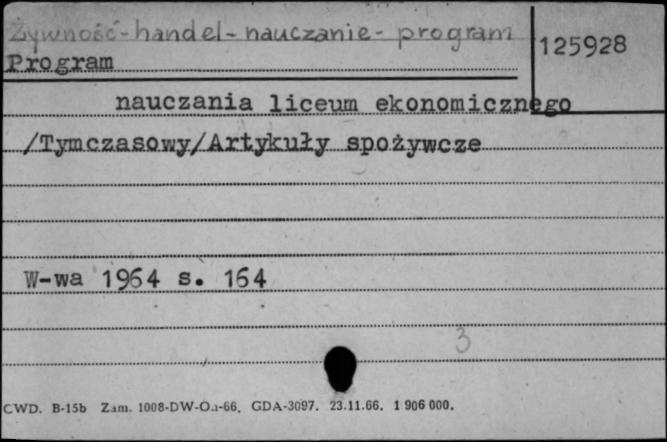 Żywność-handel-nauczanie-program
125928
Program
nauczania liceum ekonomicznego
/Tymczasowy/Artykuły spożywcze
W-wa 1964 s. 164
3
CWD. B-15b Zam. 1008-DW-Oa-66. GDA-3097. 23.11.66. 1 906 000.